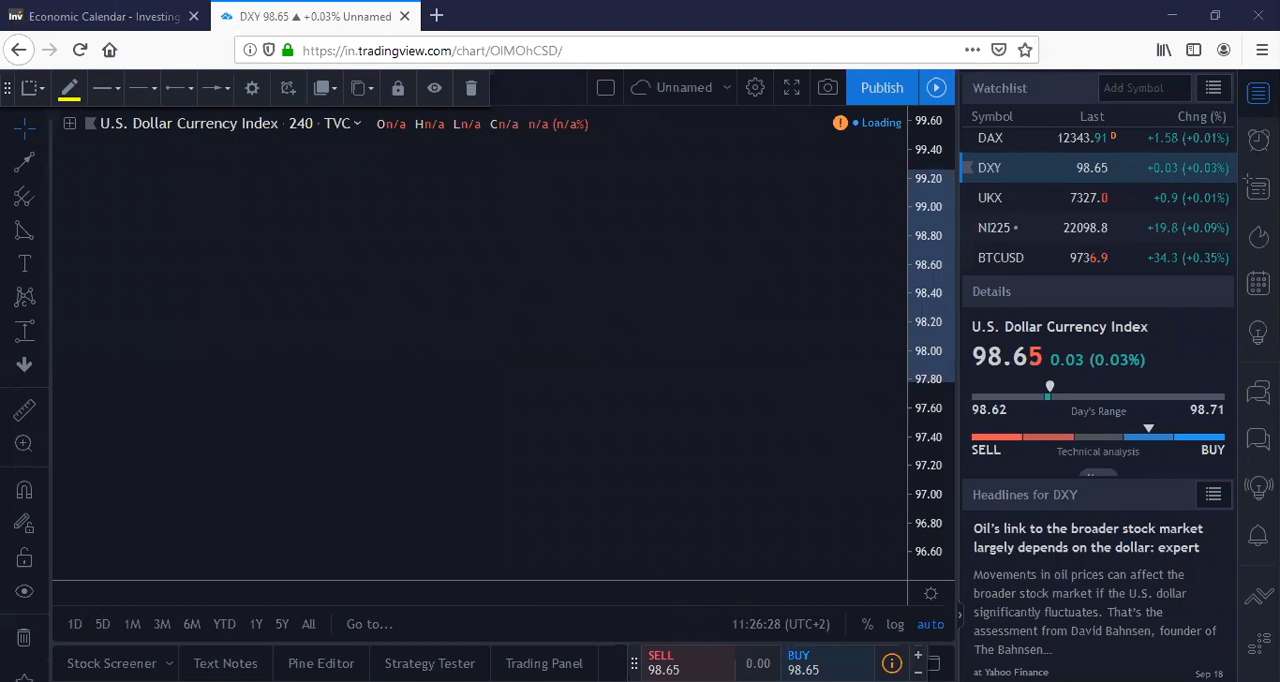 Inv Economic Calendar - Investing
DXY 98.65 ▲ +0.03% Unnamed
https://in.tradingview.com/chart/OlMOhCSD/
Unnamed
Publish
U.S. Dollar Currency Index · 240 · TVC
On/a Hn/a Ln/a Cn/a n/a (n/a%)
Loading
99.60
99.40
99.20
99.00
98.80
98.60
98.40
98.20
98.00
97.80
97.60
97.40
97.20
97.00
96.80
96.60
Watchlist
Add Symbol
Symbol Last Chng (%)
DAX 12343.91 D +1.58 (+0.01%)
DXY 98.65 +0.03 (+0.03%)
UKX 7327.0 +0.9 (+0.01%)
NI225 • 22098.8 +19.8 (+0.09%)
BTCUSD 9736.9 +34.3 (+0.35%)
Details
U.S. Dollar Currency Index
98.65 0.03 (0.03%)
98.62 Day's Range 98.71
SELL Technical analysis BUY
Headlines for DXY
Oil's link to the broader stock market
largely depends on the dollar: expert
Movements in oil prices can affect the
broader stock market if the U.S. dollar
significantly fluctuates. That's the
assessment from David Bahnsen, founder of
The Bahnsen...
at Yahoo Finance Sep 18
1D 5D 1M 3M 6M YTD 1Y 5Y All Go to...
11:26:28 (UTC+2) % log auto
Stock Screener Text Notes Pine Editor Strategy Tester Trading Panel
SELL
98.65
0.00
BUY
98.65